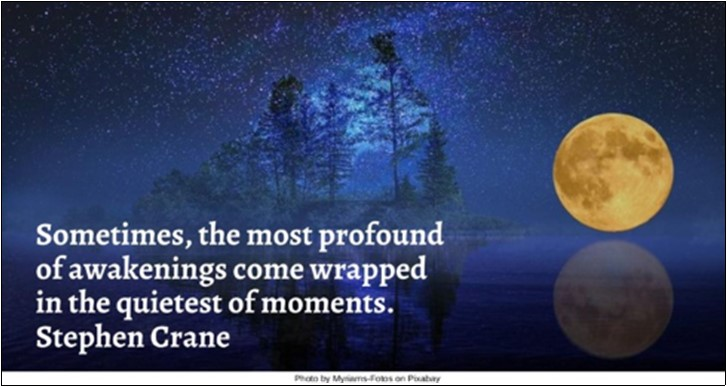 Sometimes, the most profound
of awakenings come wrapped
in the quietest of moments.
Stephen Crane
Photo by Myriams-Fotos on Pixabay